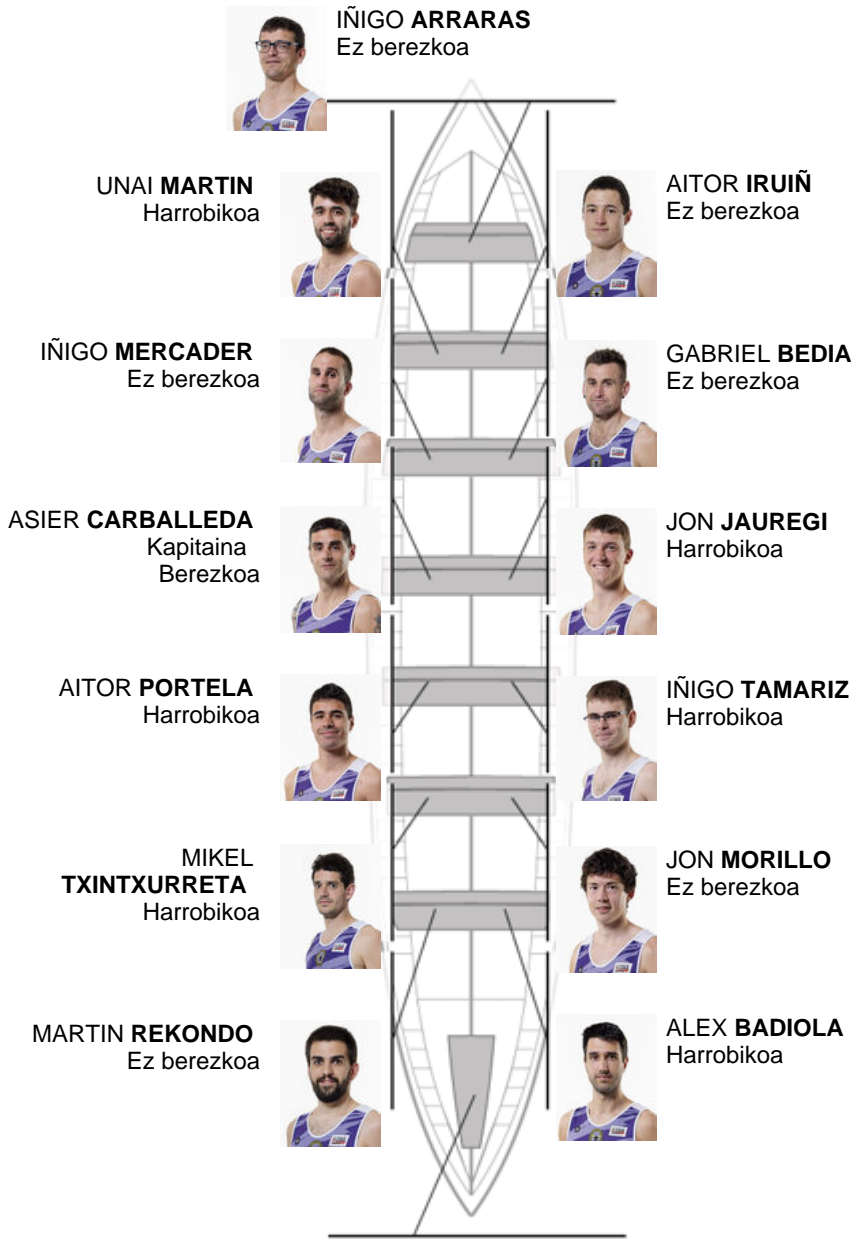 IÑIGO ARRARAS
Ez berezkoa
UNAI MARTIN
Harrobikoa
AITOR IRUIÑ
Ez berezkoa
IÑIGO MERCADER
Ez berezkoa
GABRIEL BEDIA
Ez berezkoa
ASIER CARBALLEDA
Kapitaina
Berezkoa
JON JAUREGI
Harrobikoa
AITOR PORTELA
Harrobikoa
IÑIGO TAMARIZ
Harrobikoa
MIKEL
TXINTXURRETA
Harrobikoa
JON MORILLO
Ez berezkoa
MARTIN REKONDO
Ez berezkoa
ALEX BADIOLA
Harrobikoa